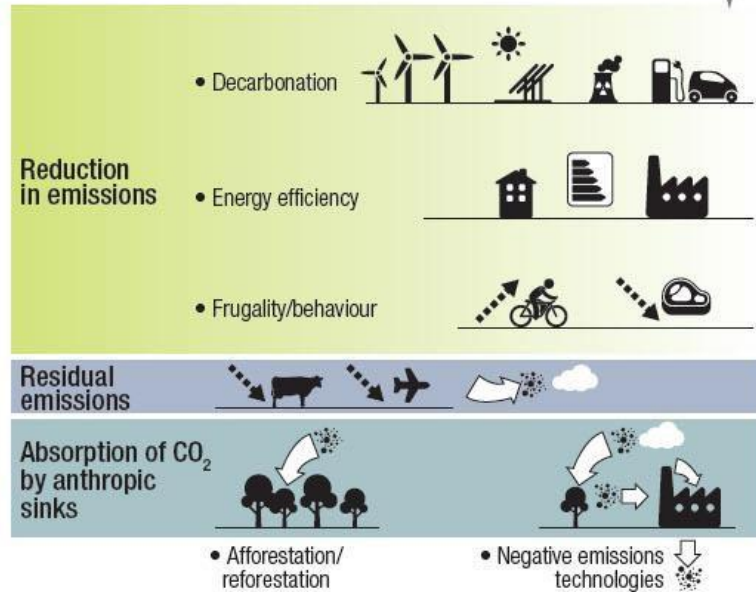 • Decarbonation
Reduction
in emissions
• Energy efficiency
• Frugality/behaviour
Residual
emissions
Absorption of CO₂
by anthropic
sinks
• Afforestation/
reforestation
• Negative emissions
technologies